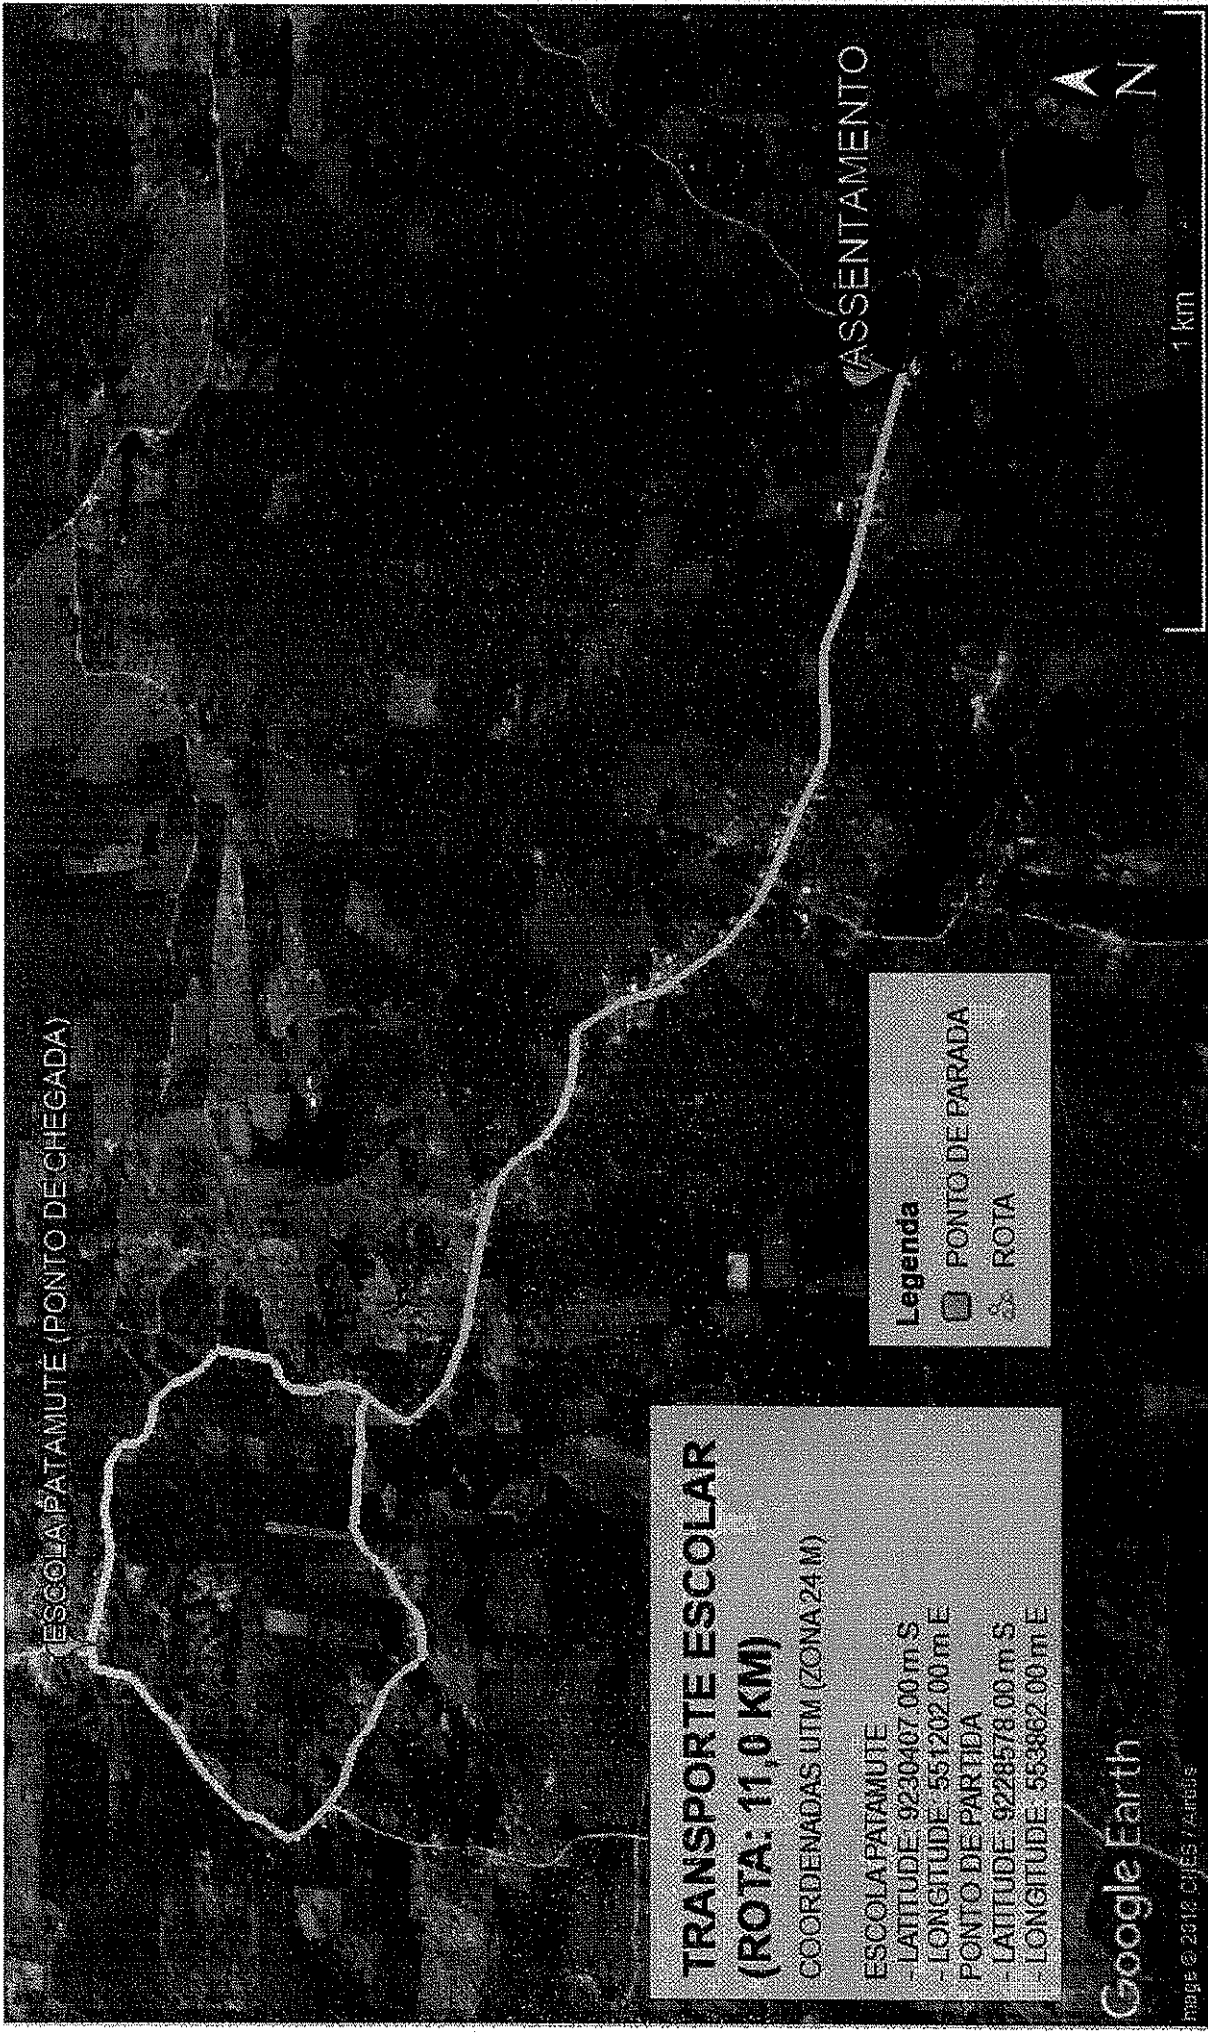 ESCOLA PATAMUTÉ (PONTO DE CHEGADA)
ASSENTAMENTO
N
1 km
TRANSPORTE ESCOLAR
(ROTA: 11,0 KM)
COORDENADAS UTM (ZONA 24 M)
ESCOLA PATAMUTE
- LATITUDE: 9230407.00 m S
- LONGITUDE: 551202.00 m E
PONTO DE PARTIDA
- LATITUDE: 9228578.00 m S
- LONGITUDE: 553862.00 m E
Legenda
PONTO DE PARADA
ROTA
Google Earth